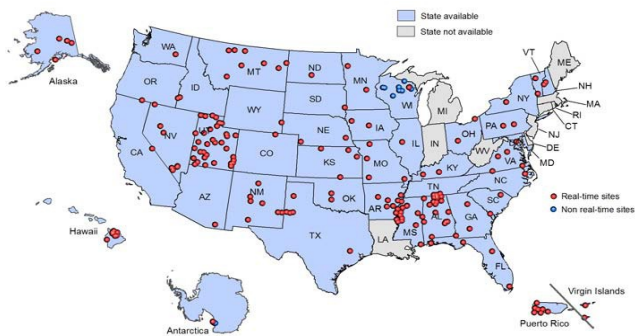 State available
State not available
Real-time sites
Non real-time sites
Alaska
Hawaii
Antarctica
Virgin Islands
Puerto Rico
WA
OR
CA
ID
NV
UT
AZ
MT
WY
CO
NM
ND
SD
NE
KS
OK
TX
MN
IA
MO
AR
LA
WI
IL
MI
IN
OH
KY
TN
MS
AL
GA
FL
SC
NC
VA
WV
PA
NY
VT
ME
NH
MA
RI
CT
NJ
DE
MD